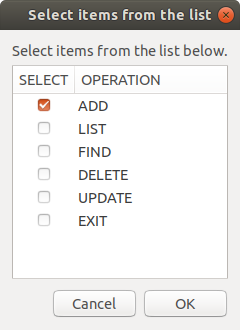 Select items from the list
Select items from the list below.
SELECT OPERATION
ADD
LIST
FIND
DELETE
UPDATE
EXIT
Cancel OK